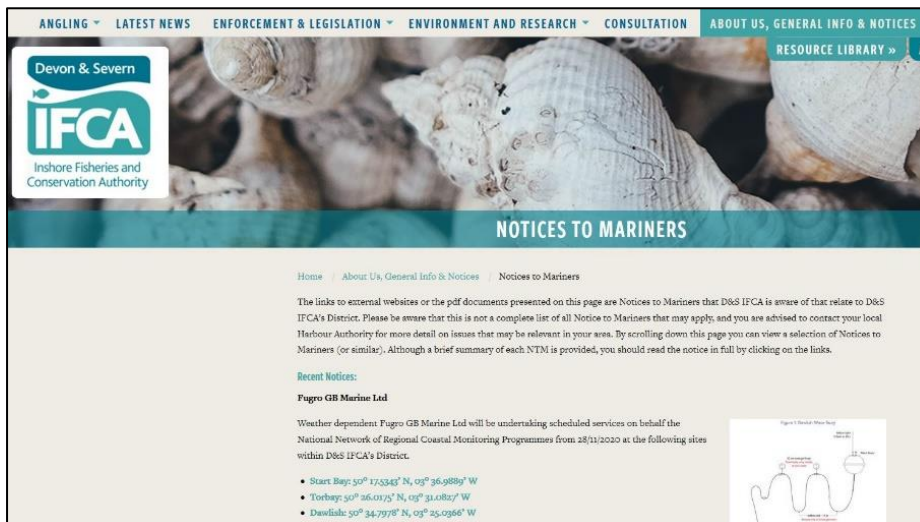 ANGLING LATEST NEWS ENFORCEMENT & LEGISLATION ENVIRONMENT AND RESEARCH CONSULTATION ABOUT US, GENERAL INFO & NOTICES
RESOURCE LIBRARY »
Devon & Severn
IFCA
Inshore Fisheries and
Conservation Authority
NOTICES TO MARINERS
Home / About Us, General Info & Notices / Notices to Mariners
The links to external websites or the pdf documents presented on this page are Notices to Mariners that D&S IFCA is aware of that relate to D&S
IFCA's District. Please be aware that this is not a complete list of all Notice to Mariners that may apply, and you are advised to contact your local
Harbour Authority for more detail on issues that may be relevant in your area. By scrolling down this page you can view a selection of Notices to
Mariners (or similar). Although a brief summary of each NTM is provided, you should read the notice in full by clicking on the links.
Recent Notices:
Fugro GB Marine Ltd
Weather dependent Fugro GB Marine Ltd will be undertaking scheduled services on behalf the
National Network of Regional Coastal Monitoring Programmes from 28/11/2020 at the following sites
within D&S IFCA's District.
• Start Bay: 50° 17.5343' N, 03° 36.9889' W
• Torbay: 50° 26.0175' N, 03° 31.0827' W
• Dawlish: 50° 34.7978' N, 03° 25.0366' W